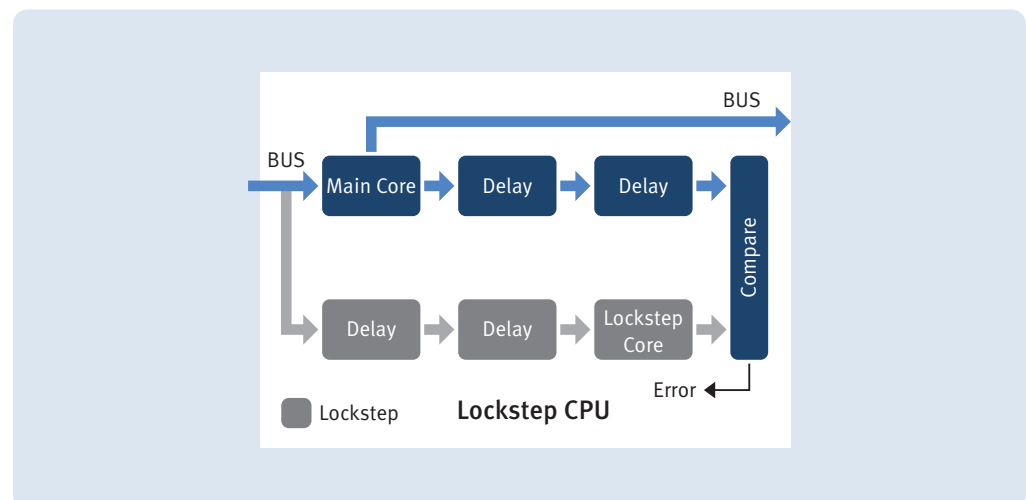 BUS
BUS
Main Core
Delay
Delay
Compare
Delay
Delay
Lockstep
Core
Error
Lockstep
Lockstep CPU